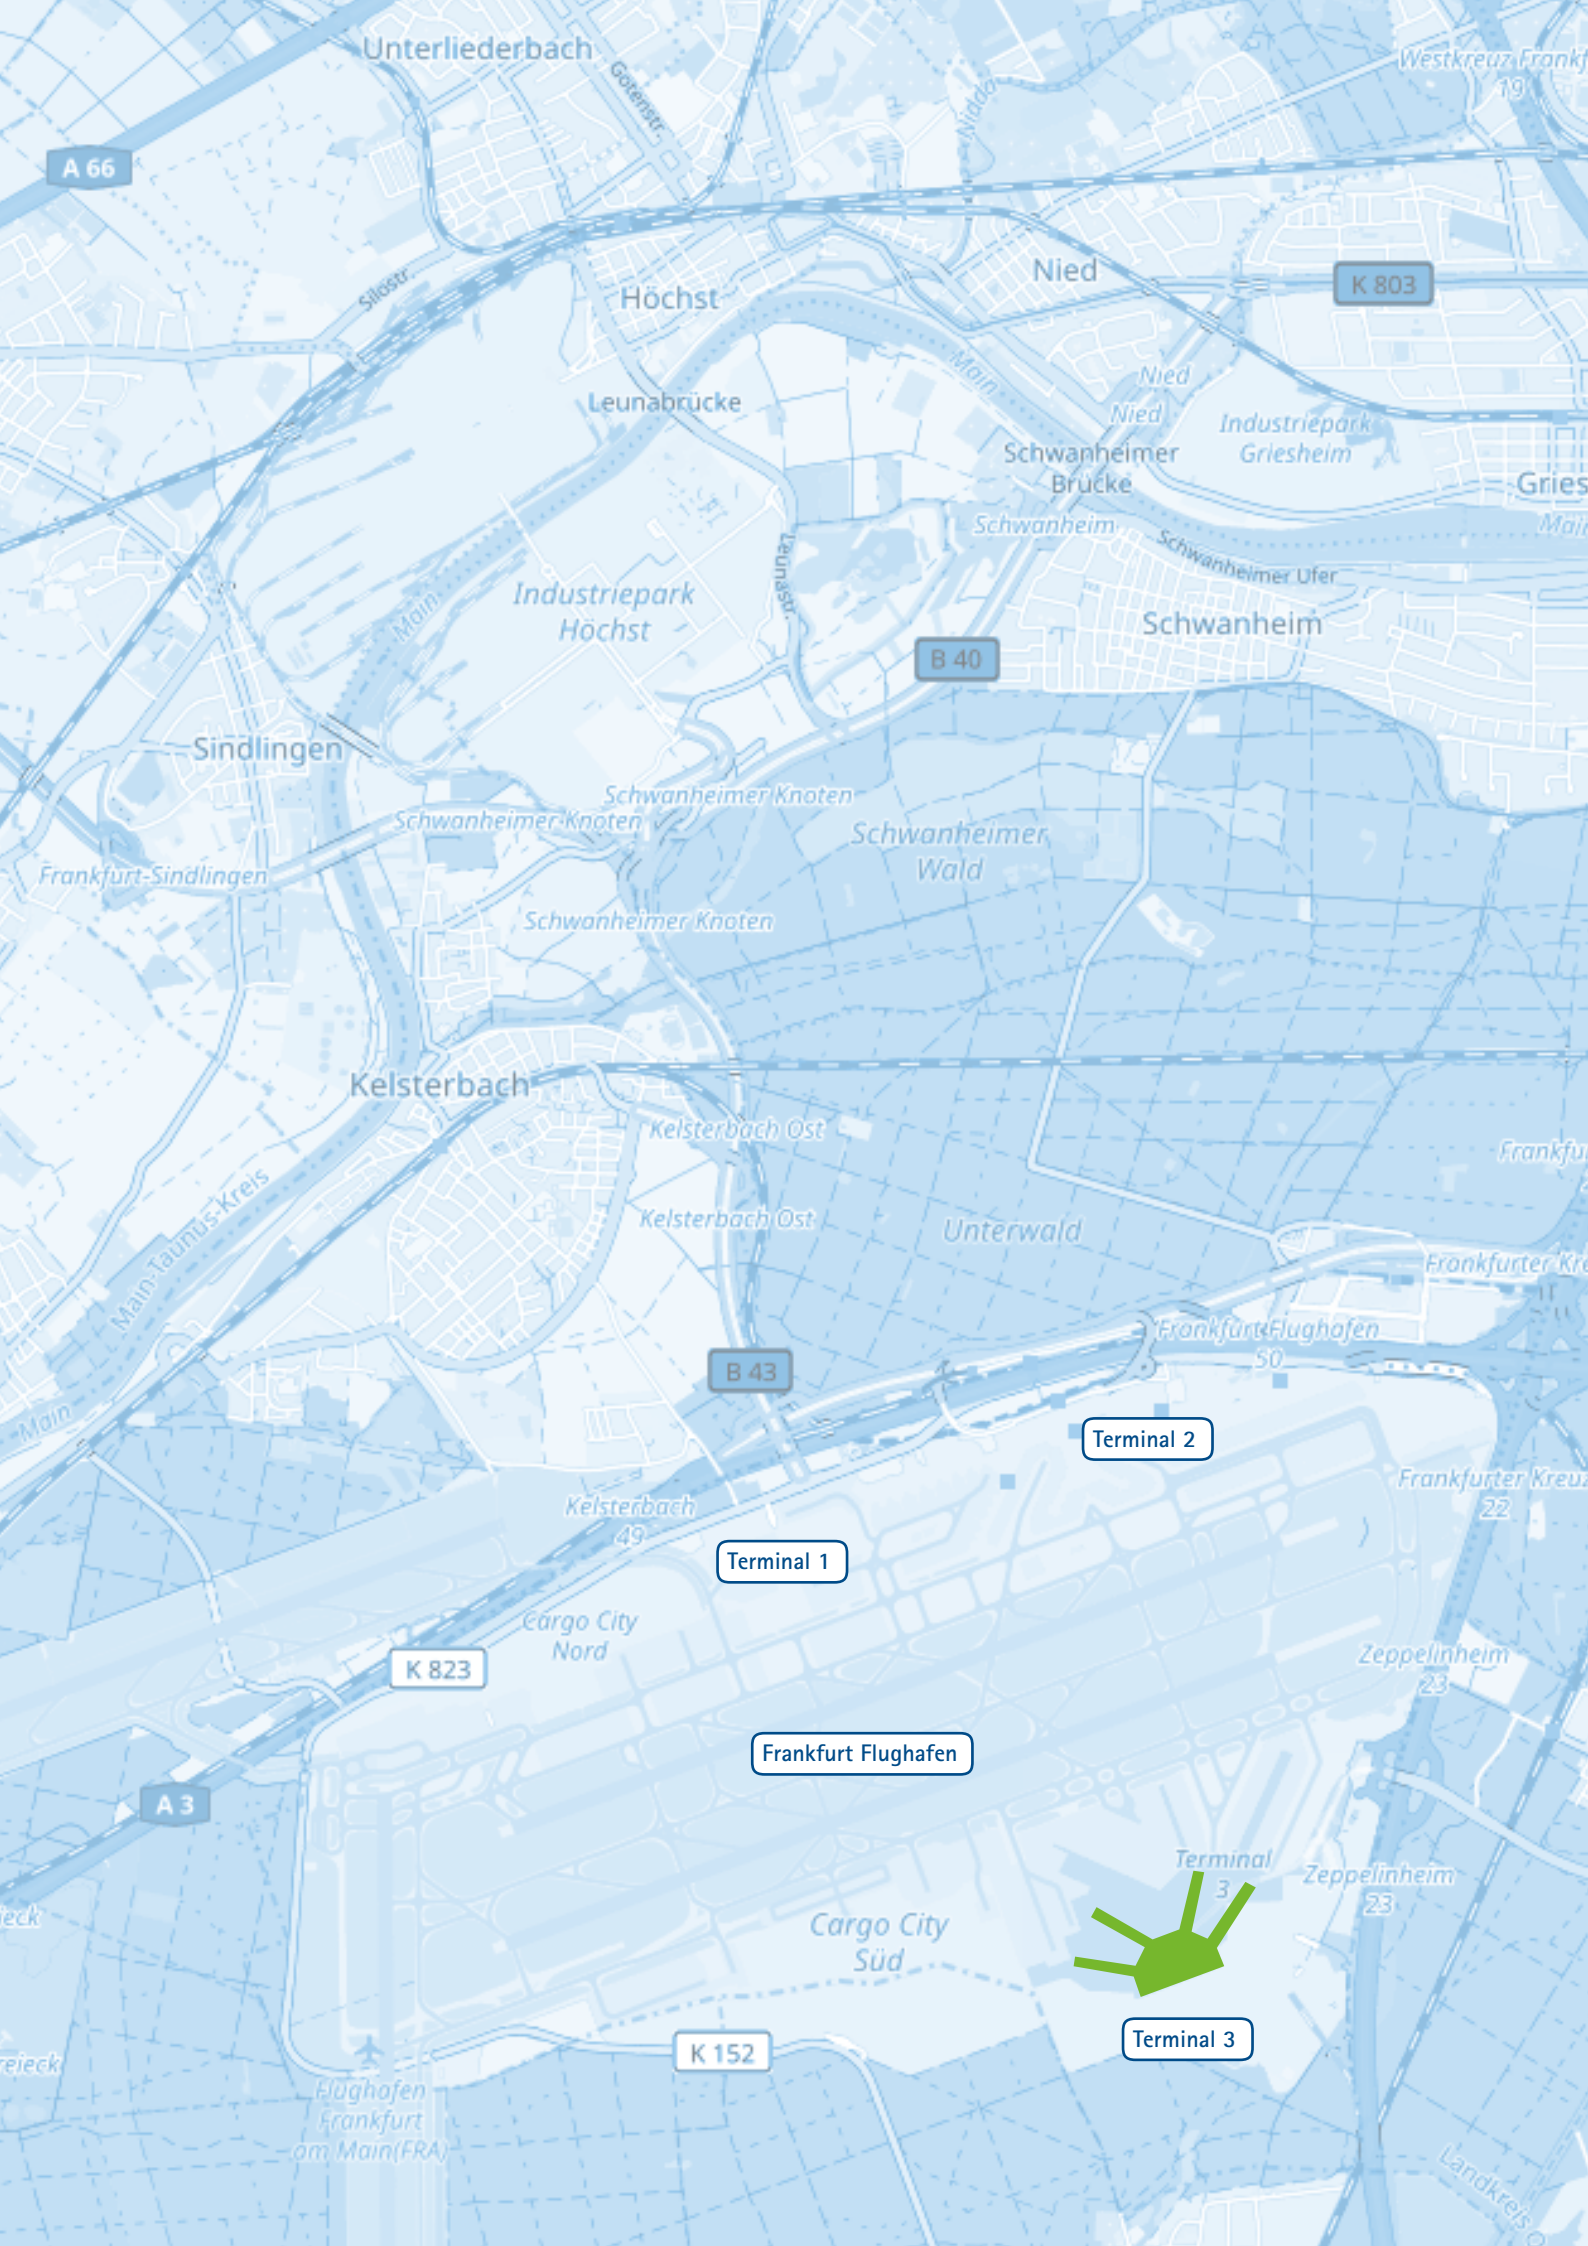 Unterliederbach
Gotenstr.
Nidda
Westkreuz Frankf
19
A 66
Silostr.
Höchst
Nied
K 803
Main
Nied
Nied
Leunabrücke
Industriepark
Griesheim
Schwanheimer
Brücke
Gries
Schwanheim
Main
Schwanheimer Ufer
Leunastr.
Industriepark
Höchst
Main
Schwanheim
B 40
Sindlingen
Schwanheimer Knoten
Schwanheimer-Knoten
Schwanheimer
Wald
Frankfurt-Sindlingen
Schwanheimer Knoten
Kelsterbach
Kelsterbach Ost
Frankfu
Main-Taunus-Kreis
Kelsterbach Ost
Unterwald
Frankfurter Kre
Frankfurt-Flughafen
50
B 43
Main
Terminal 2
Frankfurter Kreuz
22
Kelsterbach
49
Terminal 1
Cargo City
Nord
K 823
Zeppelinheim
23
Frankfurt Flughafen
A 3
Terminal
3
Zeppelinheim
23
ieck
Cargo City
Süd
Terminal 3
K 152
reieck
Flughafen
Frankfurt
am Main(FRA)
Landkreis O